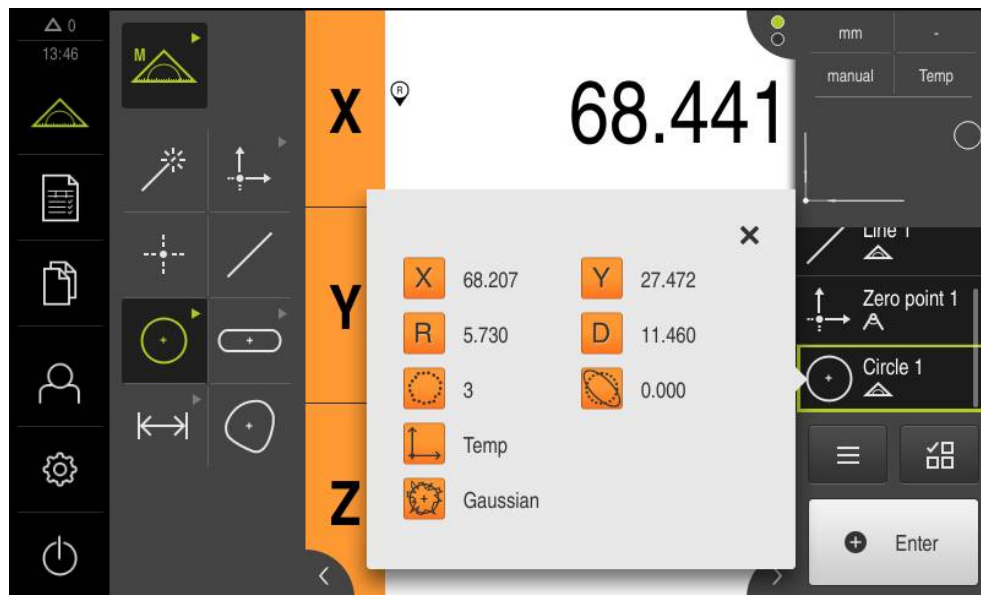 0
13:46
M
X
R
68.441
mm
-
manual
Temp
Y
Z
X 68.207
Y 27.472
R 5.730
D 11.460
3
0.000
Temp
Gaussian
Line 1
Zero point 1
Circle 1
Enter